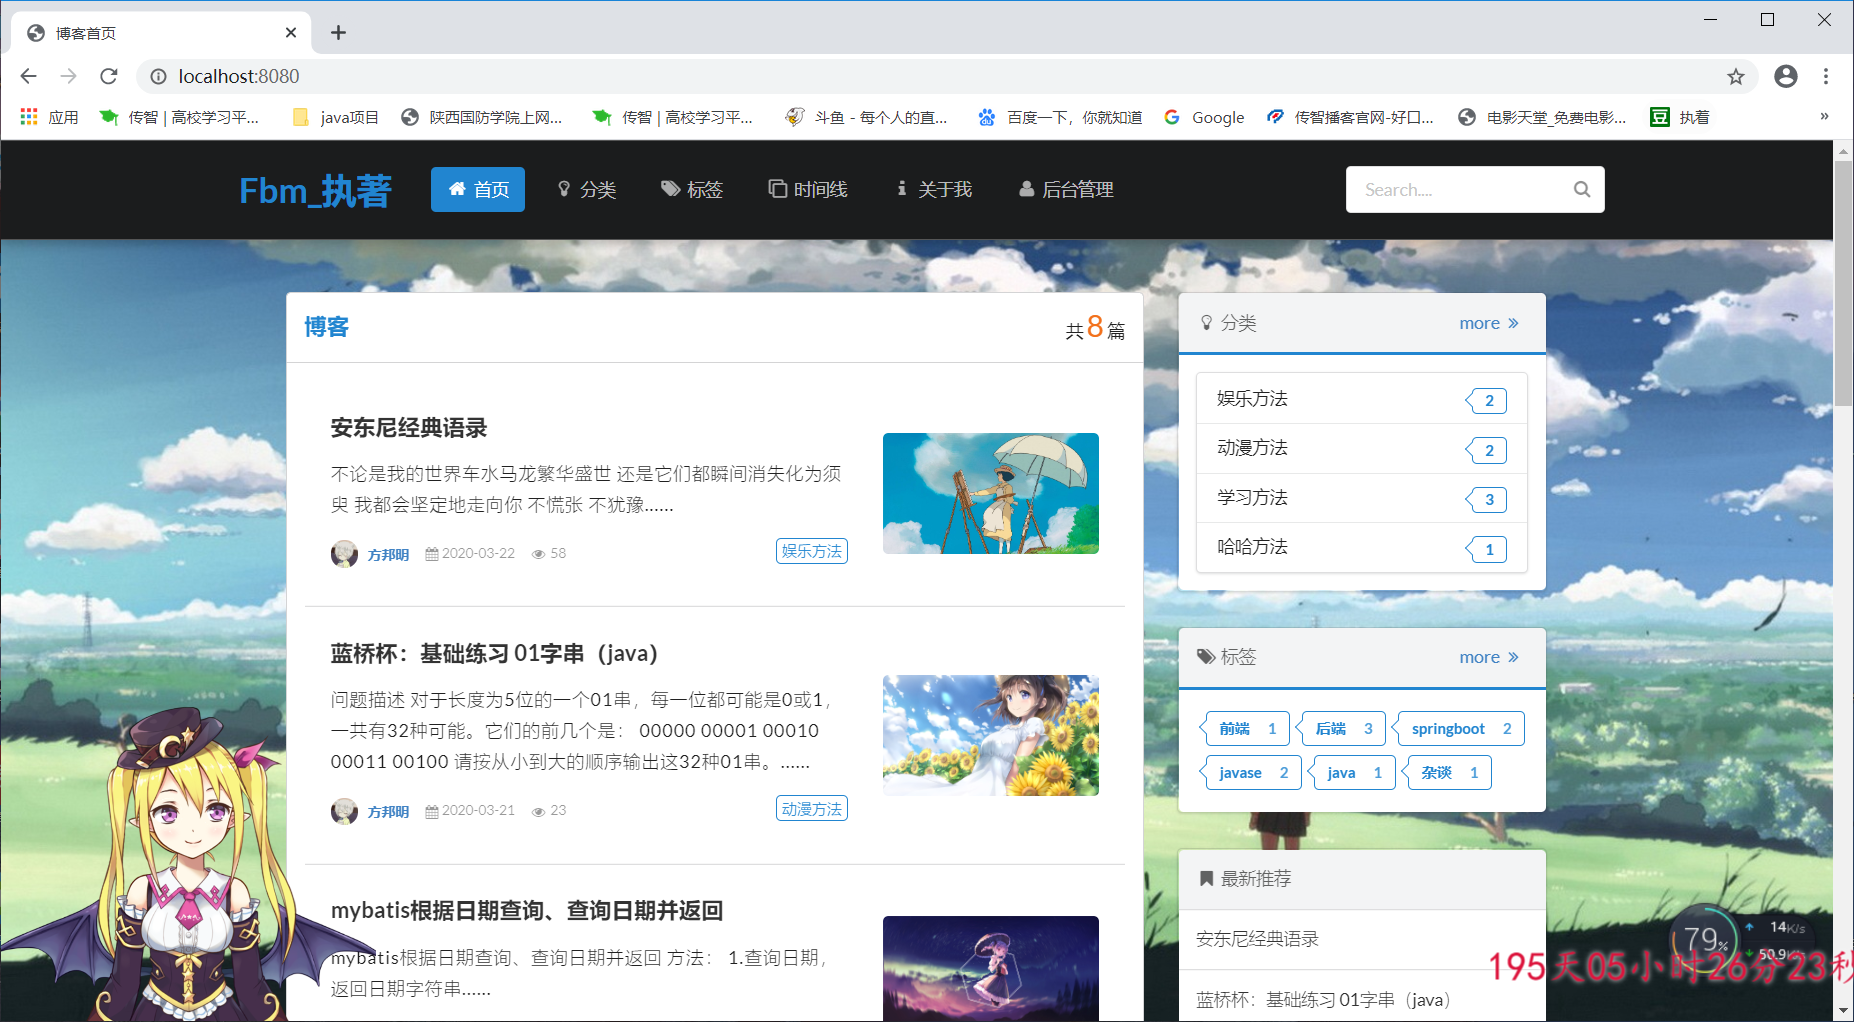 博客首页
localhost:8080
应用 传智 | 高校学习平... java项目 陕西国防学院上网... 传智 | 高校学习平... 斗鱼 - 每个人的直... 百度一下，你就知道 Google 传智播客官网-好口... 电影天堂_免费电影... 豆 执着 »
Fbm_执著 首页 分类 标签 时间线 关于我 后台管理 Search....
博客 共8篇
安东尼经典语录
不论是我的世界车水马龙繁华盛世 还是它们都瞬间消失化为须
臾 我都会坚定地走向你 不慌张 不犹豫......
方邦明 2020-03-22 58 娱乐方法
蓝桥杯：基础练习 01字串（java）
问题描述 对于长度为5位的一个01串，每一位都可能是0或1，
一共有32种可能。它们的前几个是： 00000 00001 00010
00011 00100 请按从小到大的顺序输出这32种01串。......
方邦明 2020-03-21 23 动漫方法
mybatis根据日期查询、查询日期并返回
mybatis根据日期查询、查询日期并返回 方法： 1.查询日期，
返回日期字符串......
分类 more »
娱乐方法 2
动漫方法 2
学习方法 3
哈哈方法 1
标签 more »
前端 1 后端 3 springboot 2
javase 2 java 1 杂谈 1
最新推荐
安东尼经典语录
蓝桥杯：基础练习 01字串（java）
79% 14K/s
50.9K
195天05小时26分23秒